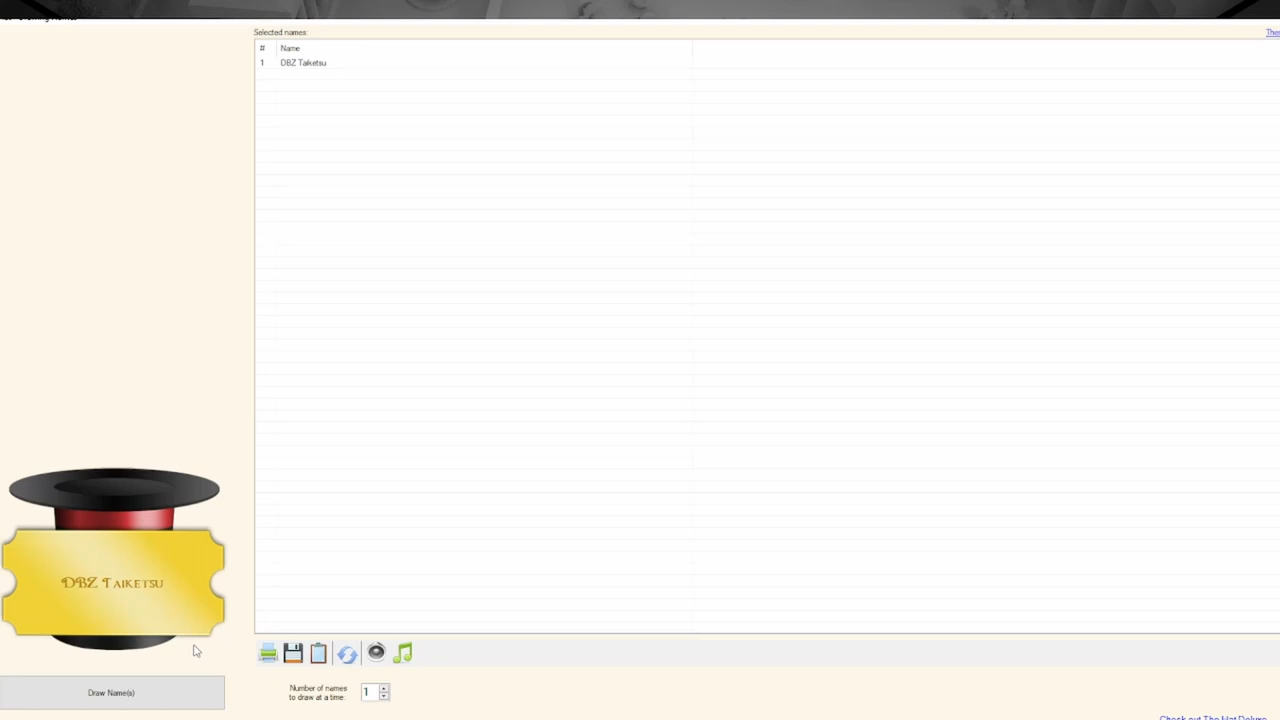 Selected names:
# Name
1 DBZ Taiketsu
DBZ Taiketsu
Draw Name(s)
Number of names
to draw at a time:
1